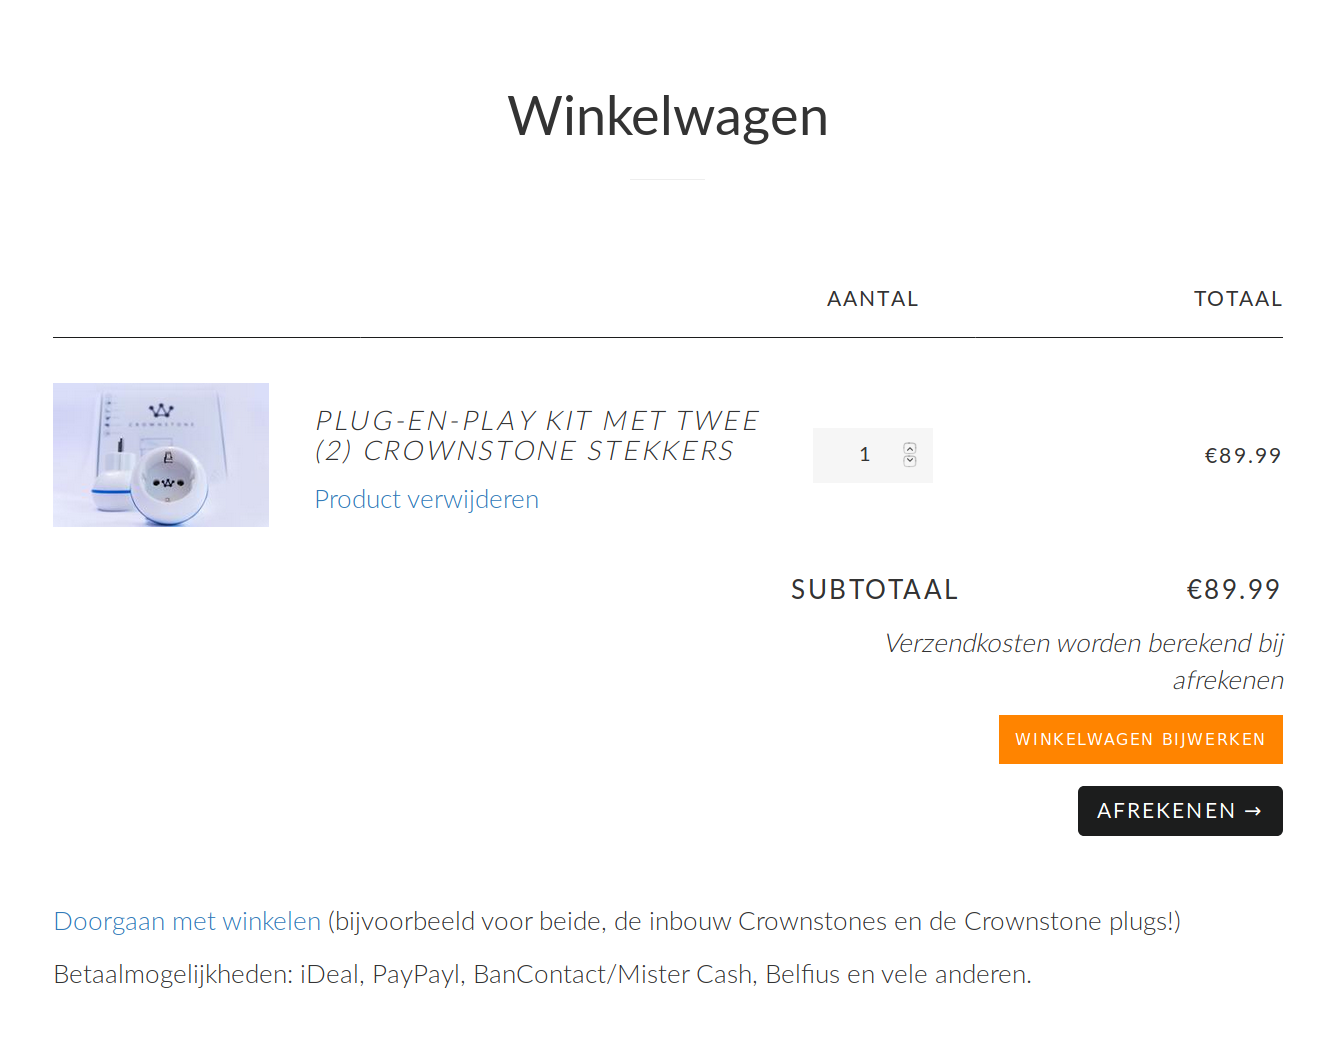 Winkelwagen
AANTAL TOTAAL
CROWNSTONE
PLUG-EN-PLAY KIT MET TWEE
(2) CROWNSTONE STEKKERS
1
€89.99
Product verwijderen
SUBTOTAAL €89.99
Verzendkosten worden berekend bij
afrekenen
WINKELWAGEN BIJWERKEN
AFREKENEN →
Doorgaan met winkelen (bijvoorbeeld voor beide, de inbouw Crownstones en de Crownstone plugs!)
Betaalmogelijkheden: iDeal, PayPayl, BanContact/Mister Cash, Belfius en vele anderen.